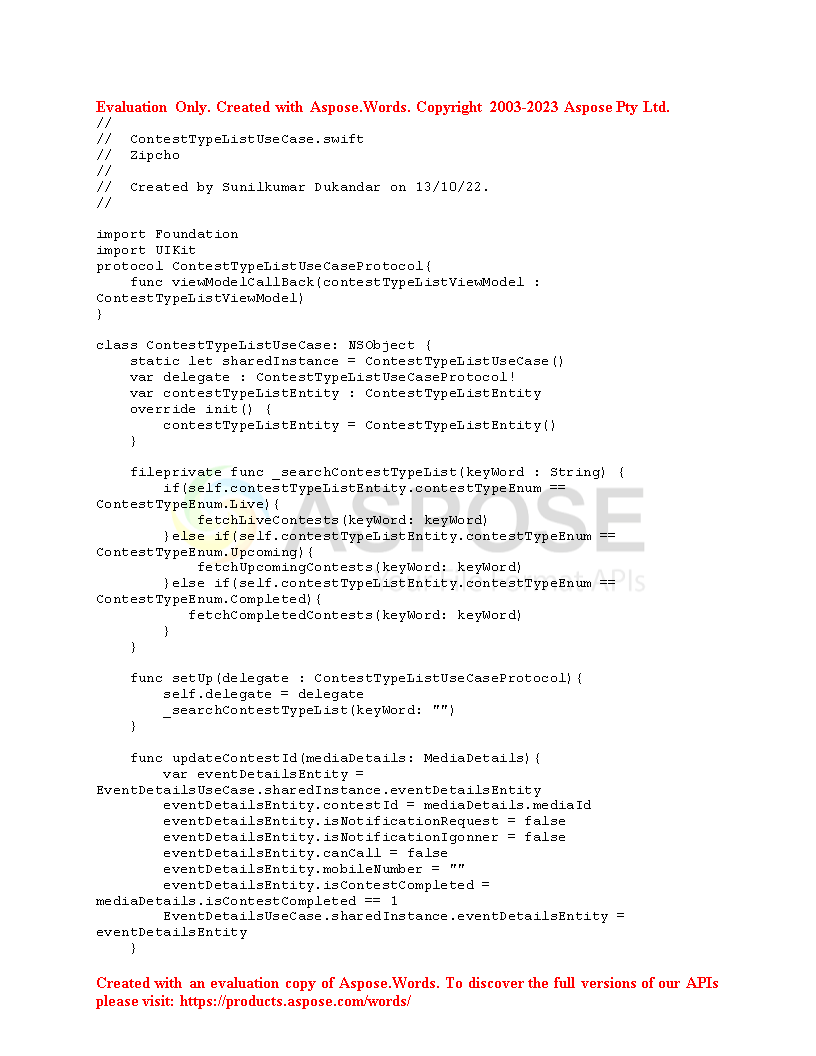 Evaluation Only. Created with Aspose.Words. Copyright 2003-2023 Aspose Pty Ltd.
//
//  ContestTypeListUseCase.swift
//  Zipcho
//
//  Created by Sunilkumar Dukandar on 13/10/22.
//

import Foundation
import UIKit
protocol ContestTypeListUseCaseProtocol{
    func viewModelCallBack(contestTypeListViewModel :
ContestTypeListViewModel)
}

class ContestTypeListUseCase: NSObject {
    static let sharedInstance = ContestTypeListUseCase()
    var delegate : ContestTypeListUseCaseProtocol!
    var contestTypeListEntity : ContestTypeListEntity
    override init() {
        contestTypeListEntity = ContestTypeListEntity()
    }

    fileprivate func _searchContestTypeList(keyWord : String) {
        if(self.contestTypeListEntity.contestTypeEnum ==
ContestTypeEnum.Live){
            fetchLiveContests(keyWord: keyWord)
        }else if(self.contestTypeListEntity.contestTypeEnum ==
ContestTypeEnum.Upcoming){
            fetchUpcomingContests(keyWord: keyWord)
        }else if(self.contestTypeListEntity.contestTypeEnum ==
ContestTypeEnum.Completed){
           fetchCompletedContests(keyWord: keyWord)
        }
    }

    func setUp(delegate : ContestTypeListUseCaseProtocol){
        self.delegate = delegate
        _searchContestTypeList(keyWord: "")
    }

    func updateContestId(mediaDetails: MediaDetails){
        var eventDetailsEntity =
EventDetailsUseCase.sharedInstance.eventDetailsEntity
        eventDetailsEntity.contestId = mediaDetails.mediaId
        eventDetailsEntity.isNotificationRequest = false
        eventDetailsEntity.isNotificationIgonner = false
        eventDetailsEntity.canCall = false
        eventDetailsEntity.mobileNumber = ""
        eventDetailsEntity.isContestCompleted =
mediaDetails.isContestCompleted == 1
        EventDetailsUseCase.sharedInstance.eventDetailsEntity =
eventDetailsEntity
    }
ASPOSE
APIs
Created with an evaluation copy of Aspose.Words. To discover the full versions of our APIs
please visit: https://products.aspose.com/words/